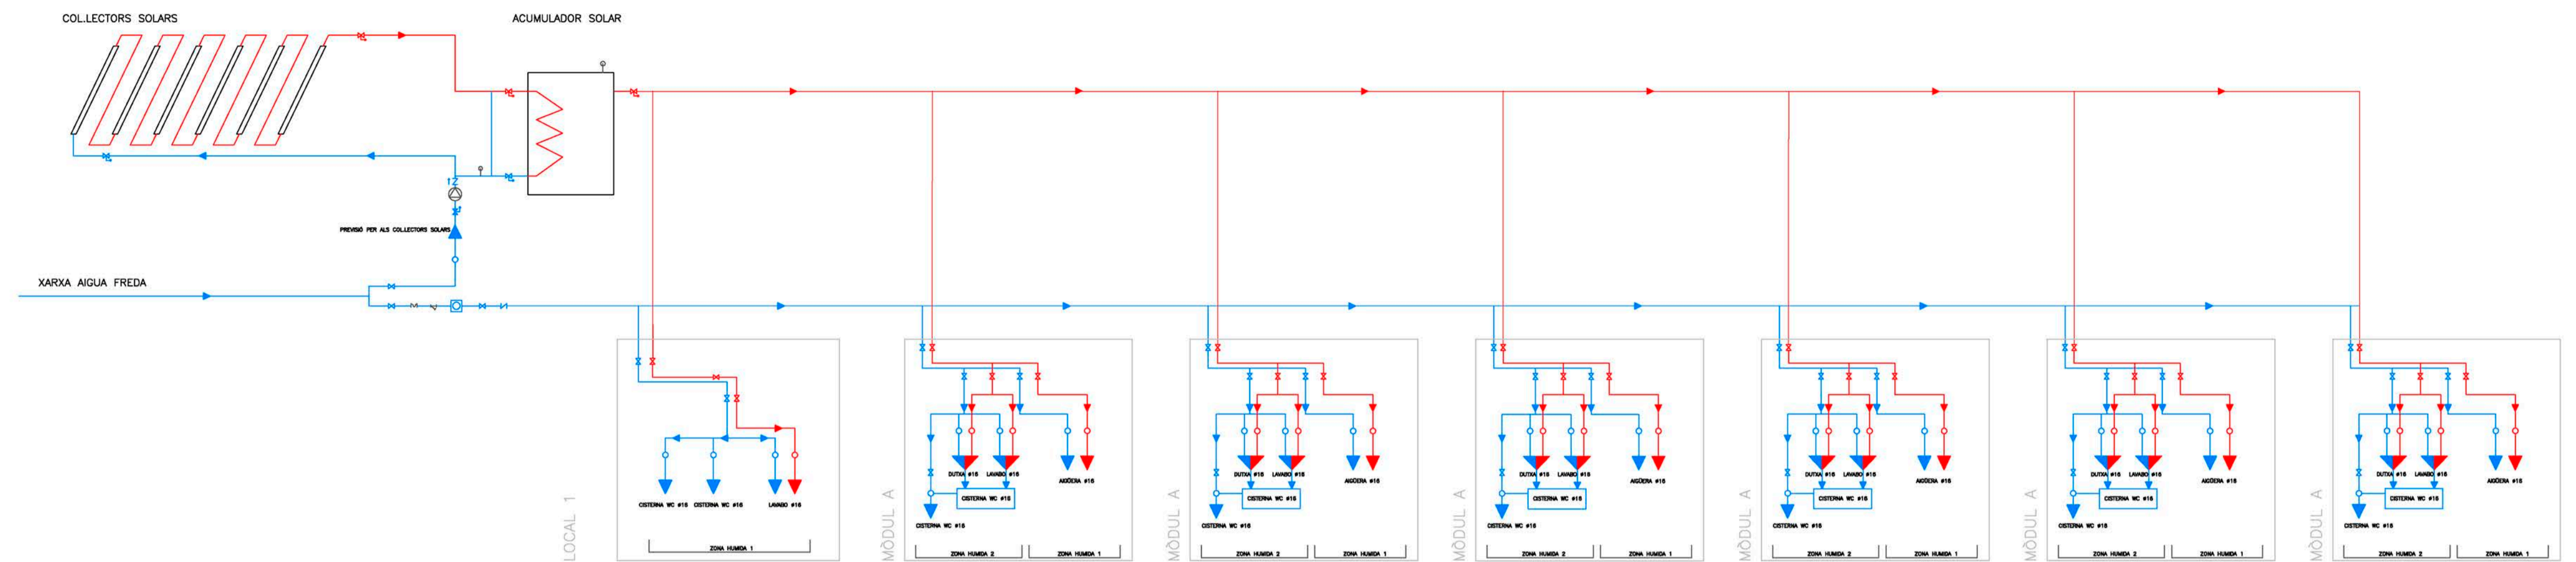 COL.LECTORS SOLARS
ACUMULADOR SOLAR
PREVISIÓ PER ALS COL.LECTORS SOLARS
XARXA AIGUA FREDA
LOCAL 1
CISTERNA WC ø16
CISTERNA WC ø16
LAVABO ø16
ZONA HUMIDA 1
MÒDUL A
DUTXA ø16
LAVABO ø16
AIGÜERA ø16
CISTERNA WC ø16
CISTERNA WC ø16
ZONA HUMIDA 2
ZONA HUMIDA 1
MÒDUL A
DUTXA ø16
LAVABO ø16
AIGÜERA ø16
CISTERNA WC ø16
CISTERNA WC ø16
ZONA HUMIDA 2
ZONA HUMIDA 1
MÒDUL A
DUTXA ø16
LAVABO ø16
AIGÜERA ø16
CISTERNA WC ø16
CISTERNA WC ø16
ZONA HUMIDA 2
ZONA HUMIDA 1
MÒDUL A
DUTXA ø16
LAVABO ø16
AIGÜERA ø16
CISTERNA WC ø16
CISTERNA WC ø16
ZONA HUMIDA 2
ZONA HUMIDA 1
MÒDUL A
DUTXA ø16
LAVABO ø16
AIGÜERA ø16
CISTERNA WC ø16
CISTERNA WC ø16
ZONA HUMIDA 2
ZONA HUMIDA 1
MÒDUL A
DUTXA ø16
LAVABO ø16
AIGÜERA ø16
CISTERNA WC ø16
CISTERNA WC ø16
ZONA HUMIDA 2
ZONA HUMIDA 1